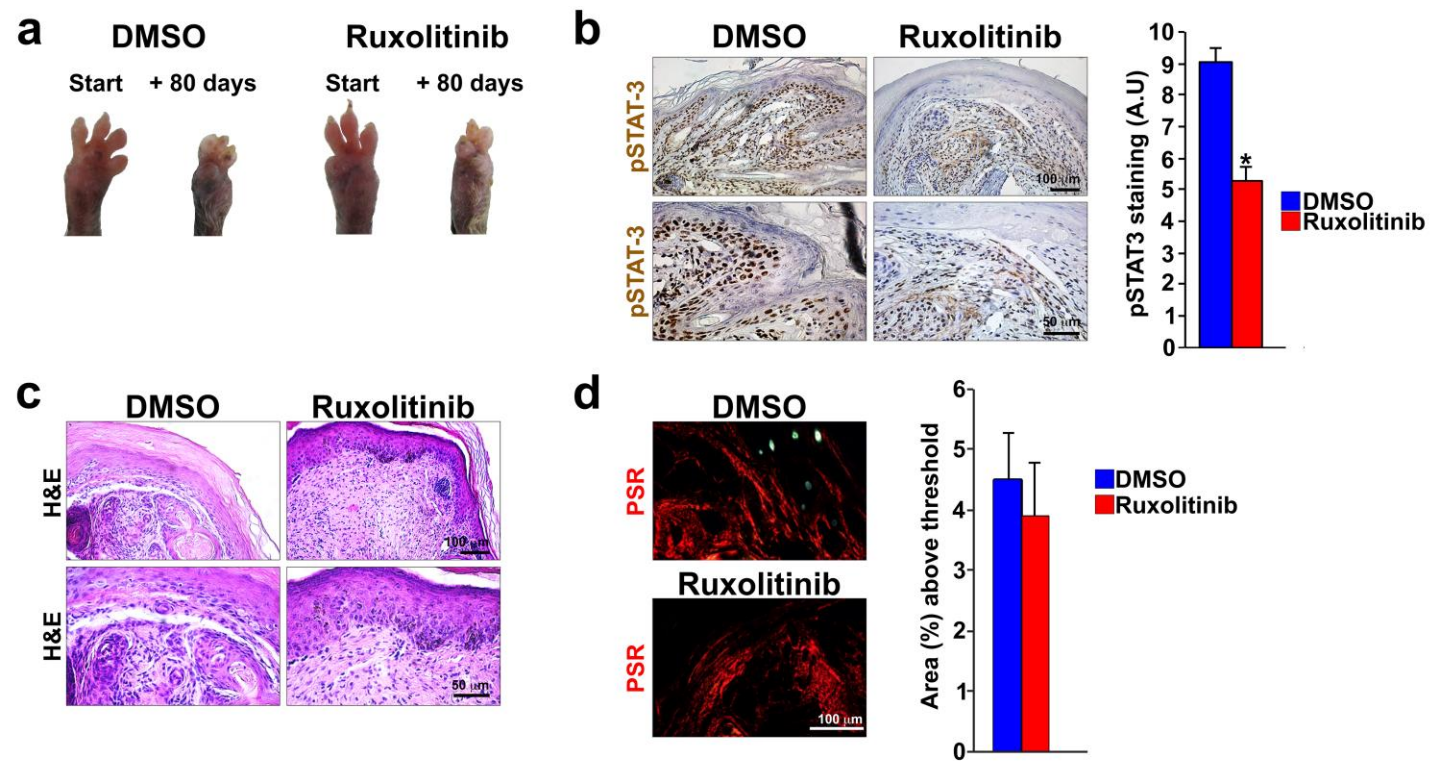 a
DMSO
Ruxolitinib
Start
+ 80 days
Start
+ 80 days
b
DMSO
Ruxolitinib
pSTAT-3
100 μm
pSTAT-3
50 μm
pSTAT3 staining (A.U)
10
9
8
7
6
5
4
3
2
1
0
*
DMSO
Ruxolitinib
c
DMSO
Ruxolitinib
H&E
100 μm
H&E
50 μm
d
DMSO
PSR
Ruxolitinib
PSR
100 μm
Area (%) above threshold
6
5
4
3
2
1
0
DMSO
Ruxolitinib